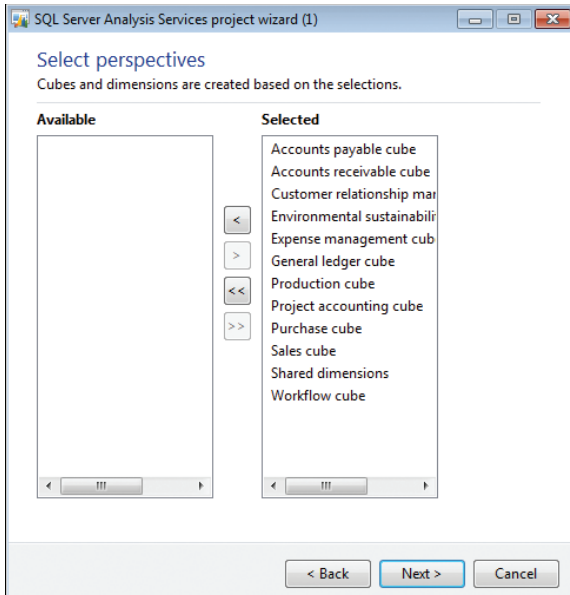 SQL Server Analysis Services project wizard (1)
Select perspectives
Cubes and dimensions are created based on the selections.
Available
Selected
Accounts payable cube
Accounts receivable cube
Customer relationship mar
Environmental sustainabili
Expense management cub
General ledger cube
Production cube
Project accounting cube
Purchase cube
Sales cube
Shared dimensions
Workflow cube
<
>
<<
>>
< Back
Next >
Cancel